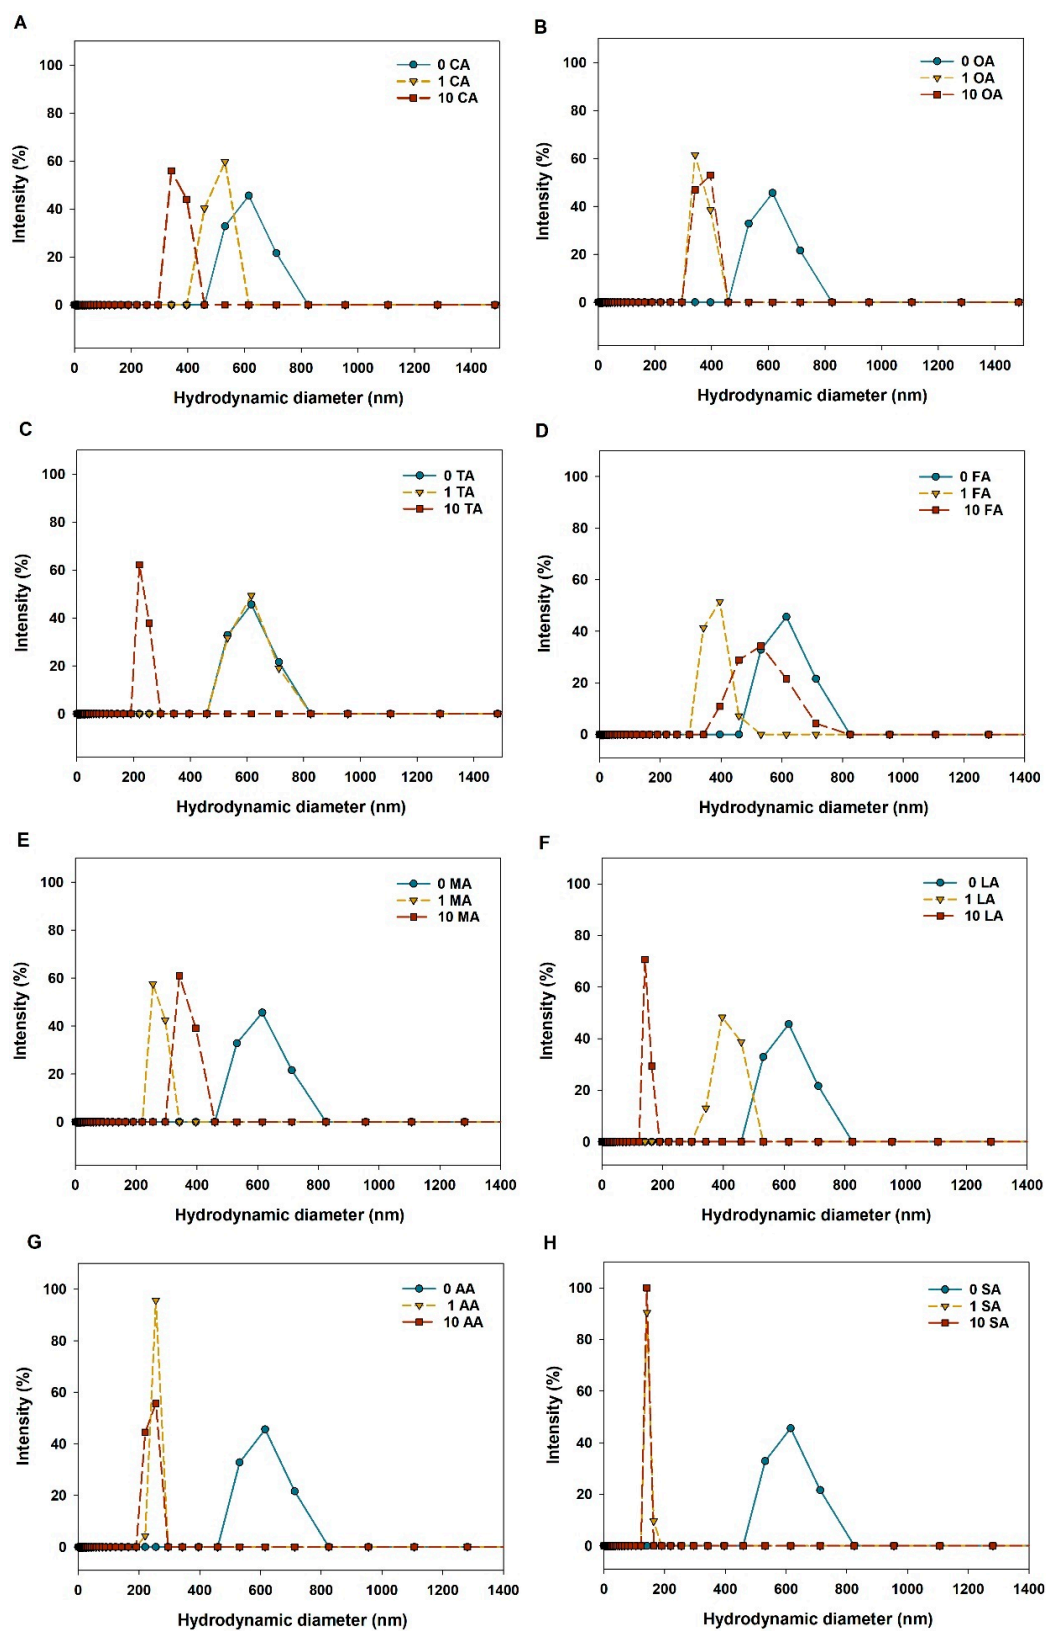 A
0 CA
1 CA
10 CA
Intensity (%)
100
80
60
40
20
0
0 200 400 600 800 1000 1200 1400
Hydrodynamic diameter (nm)
B
0 OA
1 OA
10 OA
Intensity (%)
100
80
60
40
20
0
0 200 400 600 800 1000 1200 1400
Hydrodynamic diameter (nm)
C
0 TA
1 TA
10 TA
Intensity (%)
100
80
60
40
20
0
0 200 400 600 800 1000 1200 1400
Hydrodynamic diameter (nm)
D
0 FA
1 FA
10 FA
Intensity (%)
100
80
60
40
20
0
0 200 400 600 800 1000 1200 1400
Hydrodynamic diameter (nm)
E
0 MA
1 MA
10 MA
Intensity (%)
100
80
60
40
20
0
0 200 400 600 800 1000 1200 1400
Hydrodynamic diameter (nm)
F
0 LA
1 LA
10 LA
Intensity (%)
100
80
60
40
20
0
0 200 400 600 800 1000 1200 1400
Hydrodynamic diameter (nm)
G
0 AA
1 AA
10 AA
Intensity (%)
100
80
60
40
20
0
0 200 400 600 800 1000 1200 1400
Hydrodynamic diameter (nm)
H
0 SA
1 SA
10 SA
Intensity (%)
100
80
60
40
20
0
0 200 400 600 800 1000 1200 1400
Hydrodynamic diameter (nm)